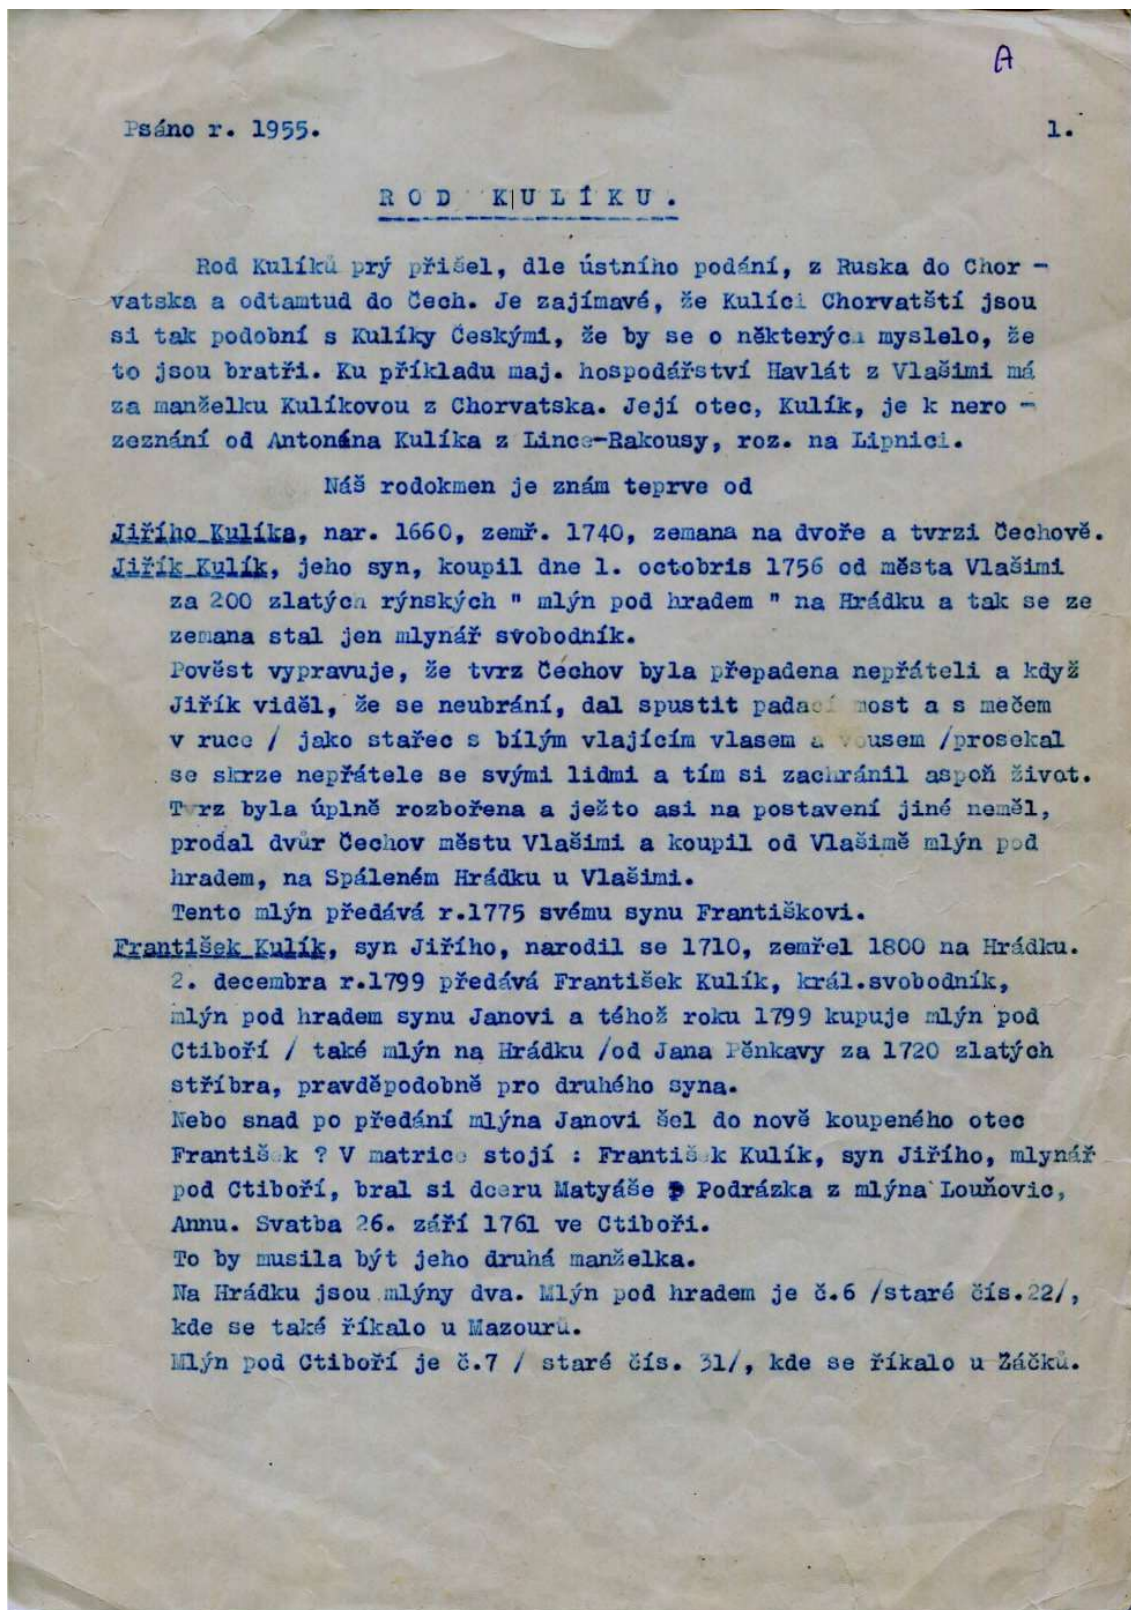 A
Psáno r. 1955. 1.
ROD KULÍKU.
Rod Kulíků prý přišel, dle ústního podání, z Ruska do Chor -
vatska a odtamtud do Čech. Je zajímavé, že Kulíci Chorvatští jsou
si tak podobní s Kulíky Českými, že by se o některých myslelo, že
to jsou bratři. Ku příkladu maj. hospodářství Havlát z Vlašimi má
za manželku Kulíkovou z Chorvatska. Její otec, Kulík, je k nero -
zeznání od Antonéna Kulíka z Lince-Rakousy, roz. na Lipnici.
Náš rodokmen je znám teprve od
Jiřího Kulíka, nar. 1660, zemř. 1740, zemana na dvoře a tvrzi Čechově.
Jiřík Kulík, jeho syn, koupil dne 1. octobris 1756 od města Vlašimi
za 200 zlatých rýnských " mlýn pod hradem " na Hrádku a tak se ze
zemana stal jen mlynář svobodník.
Pověst vypravuje, že tvrz Čechov byla přepadena nepřáteli a když
Jiřík viděl, že se neubrání, dal spustit padací most a s mečem
v ruce / jako stařec s bílým vlajícím vlasem a vousem /prosekal
se skrze nepřátele se svými lidmi a tím si zachránil aspoň život.
Tvrz byla úplně rozbořena a ježto asi na postavení jiné neměl,
prodal dvůr Čechov městu Vlašimi a koupil od Vlašimě mlýn pod
hradem, na Spáleném Hrádku u Vlašimi.
Tento mlýn předává r.1775 svému synu Františkovi.
František Kulík, syn Jiřího, narodil se 1710, zemřel 1800 na Hrádku.
2. decembra r.1799 předává František Kulík, král.svobodník,
mlýn pod hradem synu Janovi a téhož roku 1799 kupuje mlýn pod
Ctiboří / také mlýn na Hrádku /od Jana Pěnkavy za 1720 zlatých
stříbra, pravděpodobně pro druhého syna.
Nebo snad po předání mlýna Janovi šel do nově koupeného otec
František ? V matrice stojí : František Kulík, syn Jiřího, mlynář
pod Ctiboří, bral si dceru Matyáše P Podrázka z mlýna Louňovic,
Annu. Svatba 26. září 1761 ve Ctiboři.
To by musila být jeho druhá manželka.
Na Hrádku jsou mlýny dva. Mlýn pod hradem je č.6 /staré čís.22/,
kde se také říkalo u Mazourů.
Mlýn pod Ctiboří je č.7 / staré čís. 31/, kde se říkalo u Žáčků.